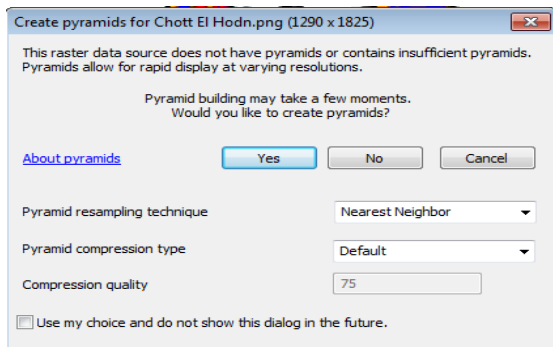 Create pyramids for Chott El Hodn.png (1290 x 1825)
This raster data source does not have pyramids or contains insufficient pyramids.
Pyramids allow for rapid display at varying resolutions.
Pyramid building may take a few moments.
Would you like to create pyramids?
About pyramids Yes No Cancel
Pyramid resampling technique Nearest Neighbor
Pyramid compression type Default
Compression quality 75
Use my choice and do not show this dialog in the future.